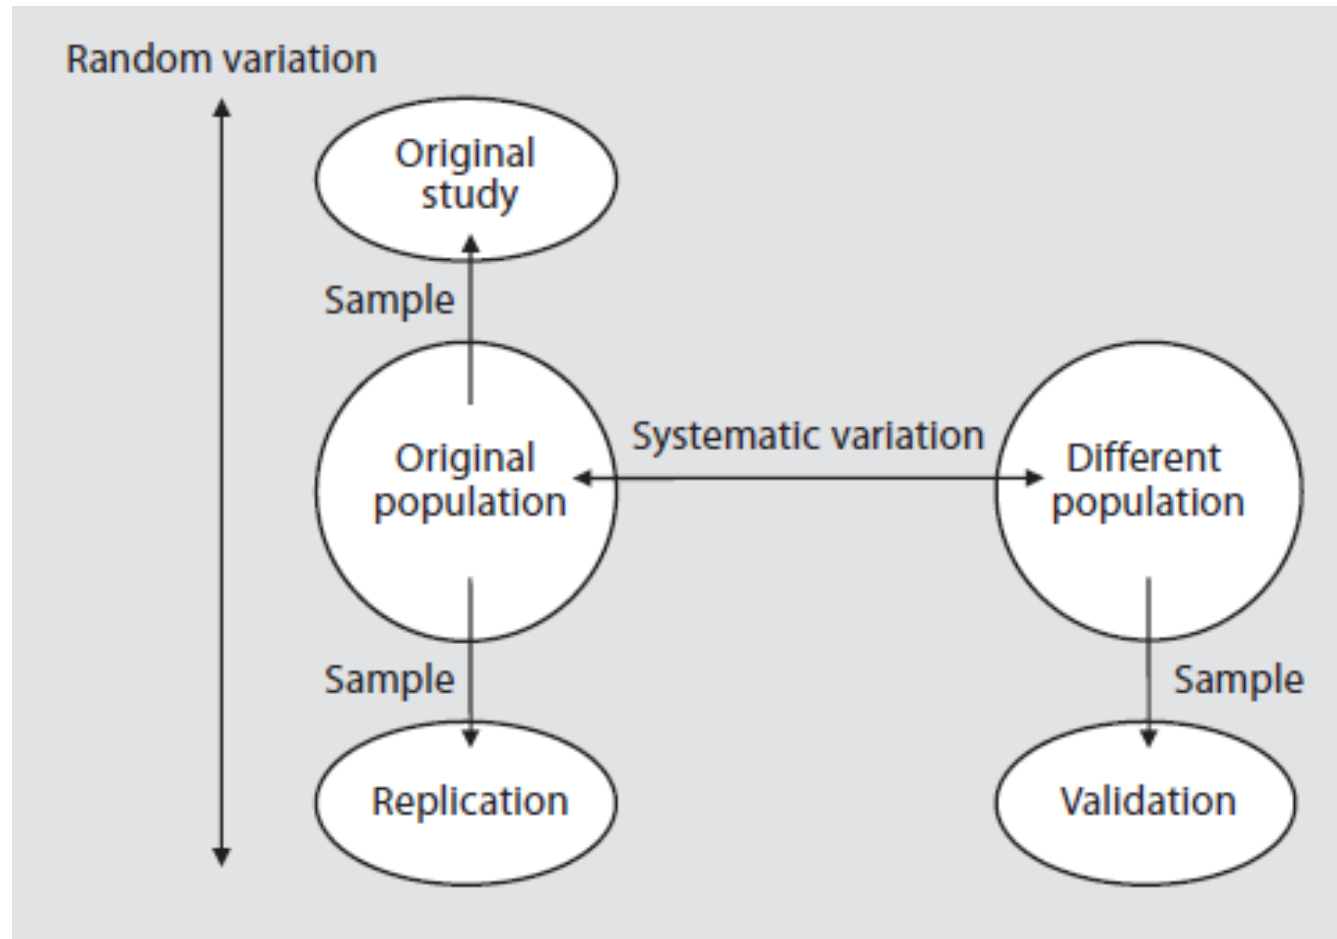 Random variation
Original
study
Sample
Systematic variation
Original
population
Different
population
Sample
Sample
Replication
Validation